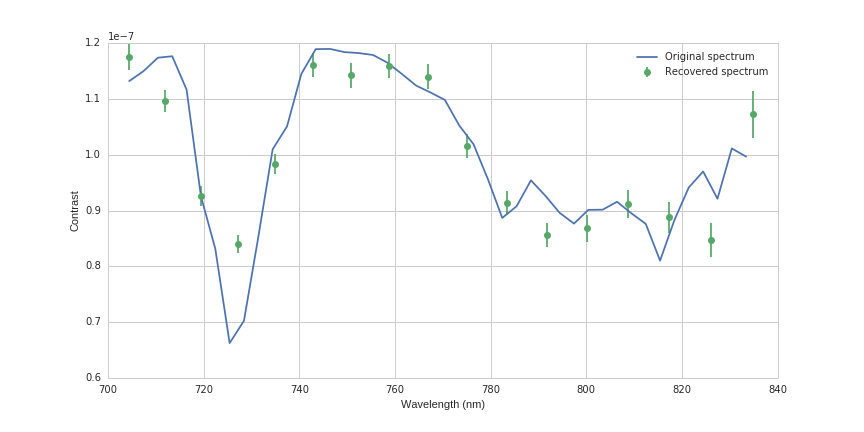 1e−7
1.2
1.1
1.0
0.9
0.8
0.7
0.6
Contrast
Original spectrum
Recovered spectrum
700 720 740 760 780 800 820 840
Wavelength (nm)